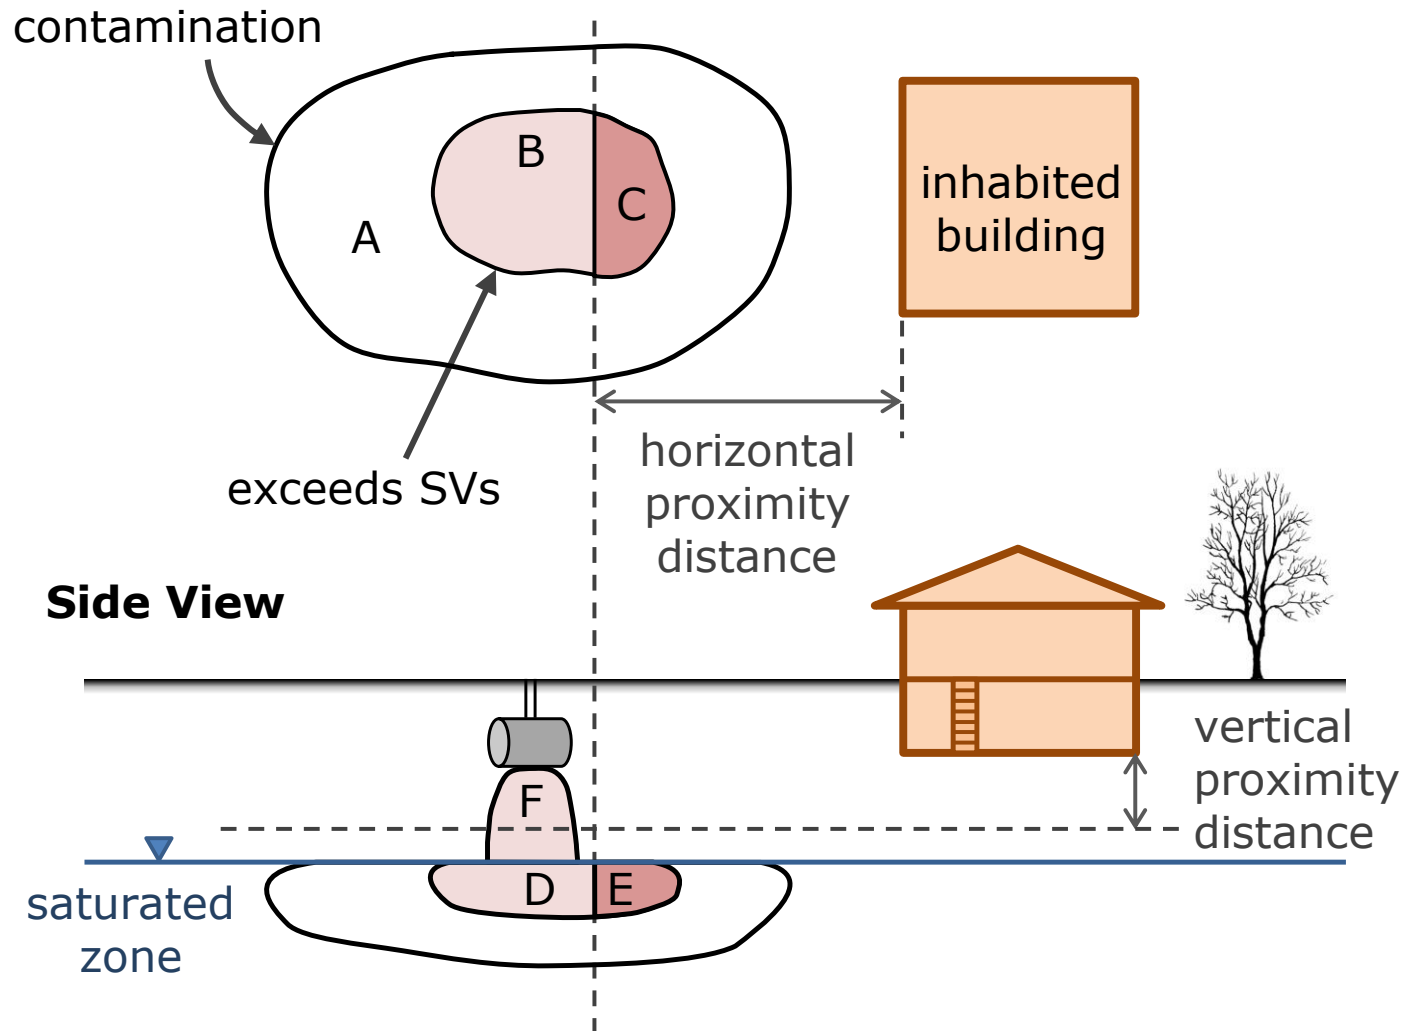 contamination
A
B
C
inhabited
building
exceeds SVs
horizontal
proximity
distance
Side View
vertical
proximity
distance
F
D
E
saturated
zone